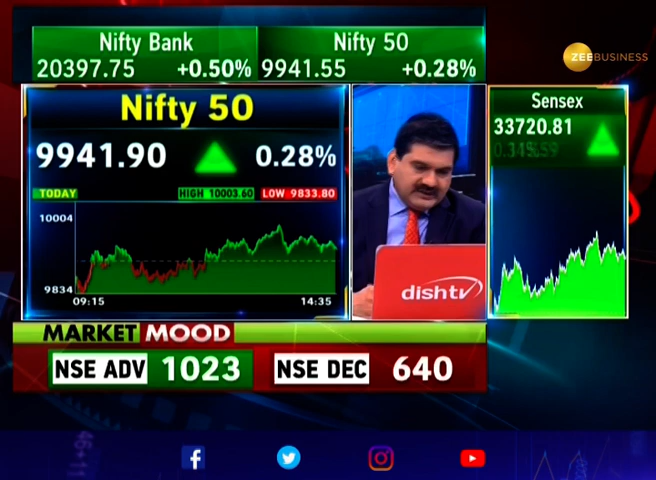 Nifty Bank
20397.75 +0.50%
Nifty 50
9941.55 +0.28%
ZEEBUSINESS
Nifty 50
9941.90 0.28%
TODAY HIGH 10003.60 LOW 9833.80
10004
9834
09:15 14:35
dishtv
Sensex
33720.81
MARKET MOOD
NSE ADV 1023 NSE DEC 640